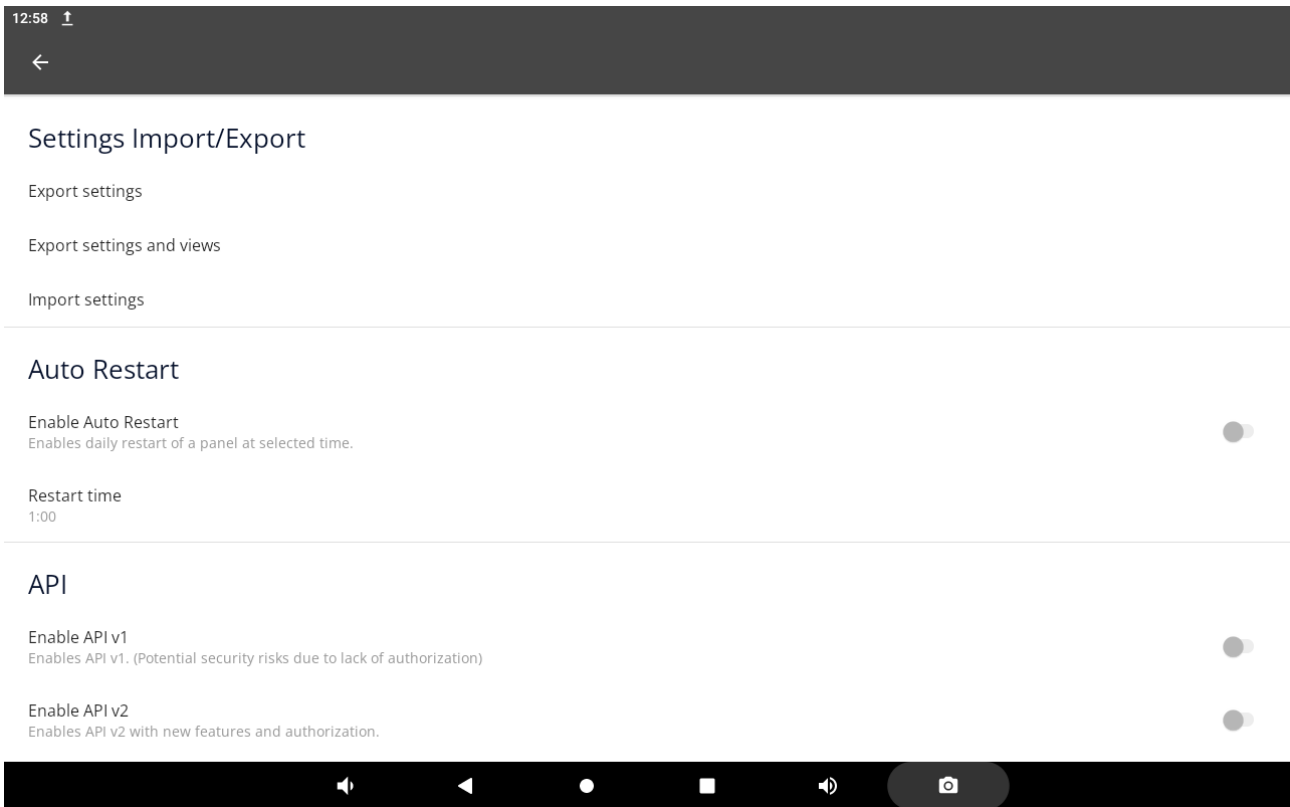 12:58
Settings Import/Export
Export settings
Export settings and views
Import settings
Auto Restart
Enable Auto Restart
Enables daily restart of a panel at selected time.
Restart time
1:00
API
Enable API v1
Enables API v1. (Potential security risks due to lack of authorization)
Enable API v2
Enables API v2 with new features and authorization.